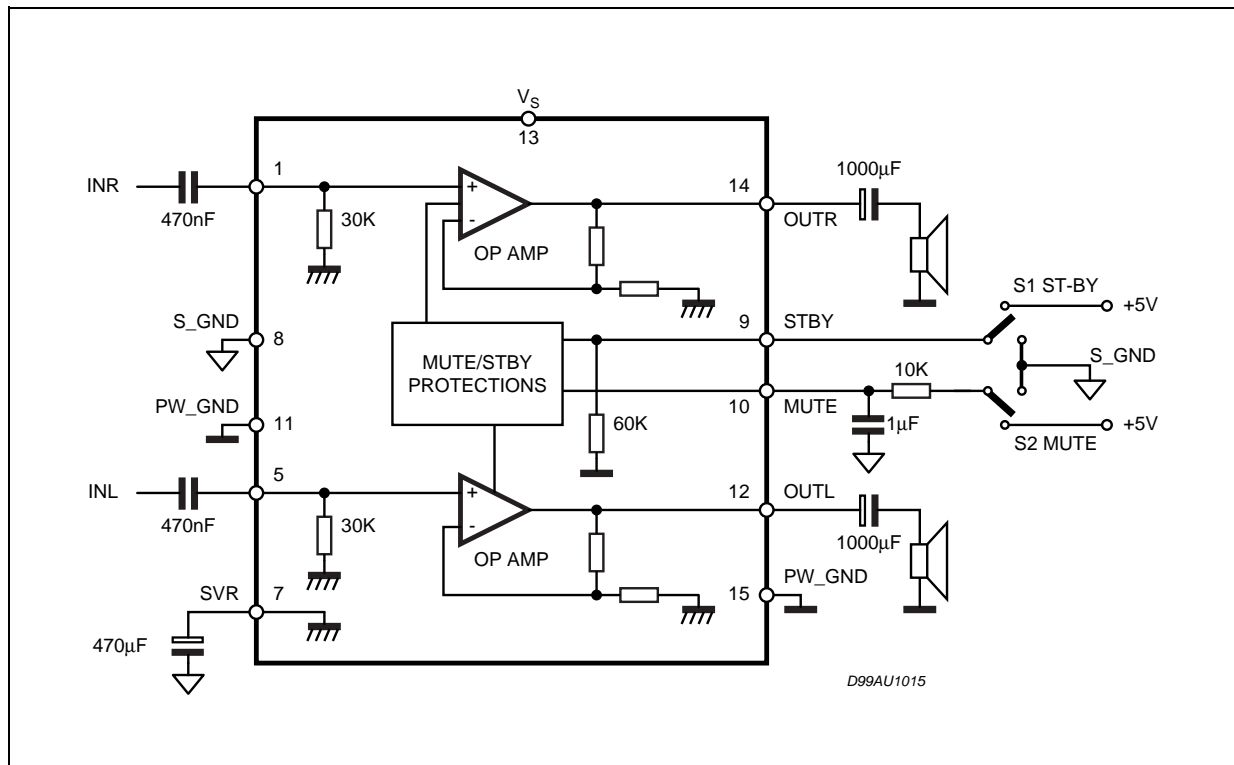 V_S
13
1000μF
INR
1
14
470nF
30K
OUTR
OP AMP
S1 ST-BY
+5V
S_GND
8
9
STBY
MUTE/STBY
PROTECTIONS
10K
S_GND
PW_GND
10
MUTE
11
60K
1μF
+5V
S2 MUTE
INL
5
12
OUTL
470nF
30K
1000μF
OP AMP
PW_GND
SVR
7
15
470μF
D99AU1015
+
-
+
-